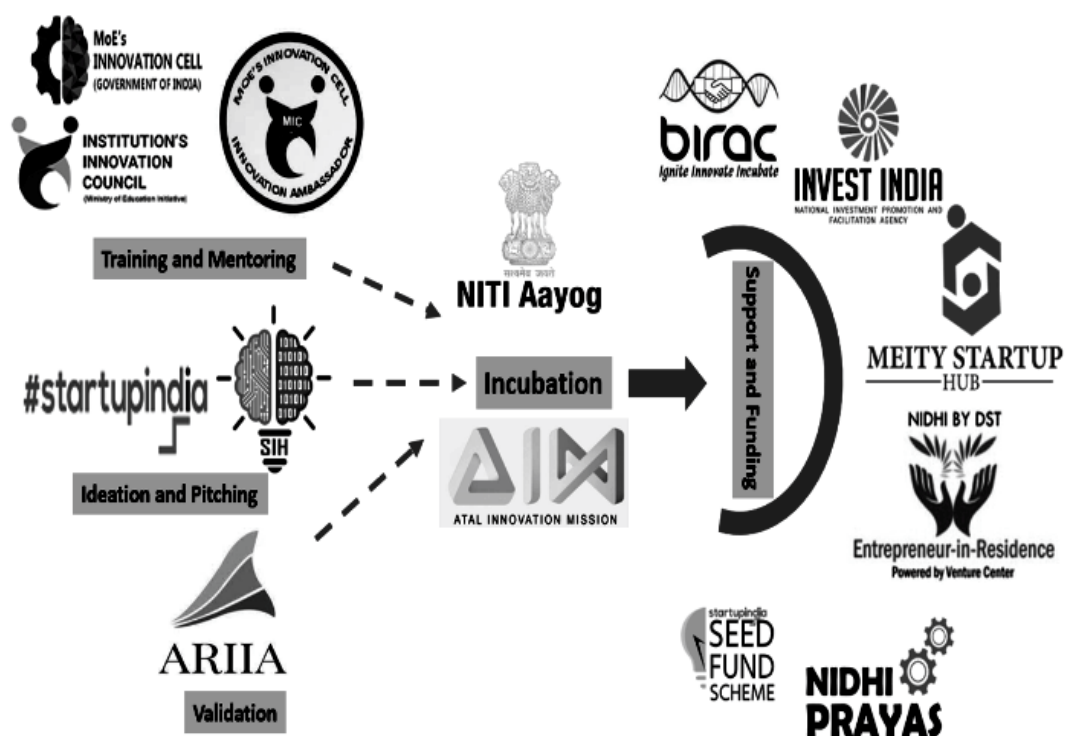 MoE's
INNOVATION CELL
(GOVERNMENT OF INDIA)
INSTITUTION'S
INNOVATION
COUNCIL
(Ministry of Education Initiative)
MOE'S INNOVATION CELL
MIC
INNOVATION AMBASSADOR
Training and Mentoring
#startupindia
SIH
Ideation and Pitching
ARIIA
Validation
सत्यमेव जयते
NITI Aayog
Incubation
AIM
ATAL INNOVATION MISSION
Support and Funding
birac
Ignite Innovate Incubate
INVEST INDIA
NATIONAL INVESTMENT PROMOTION AND
FACILITATION AGENCY
MEITY STARTUP
HUB
NIDHI BY DST
Entrepreneur-in-Residence
Powered by Venture Center
startupindia
SEED
FUND
SCHEME
NIDHI
PRAYAS